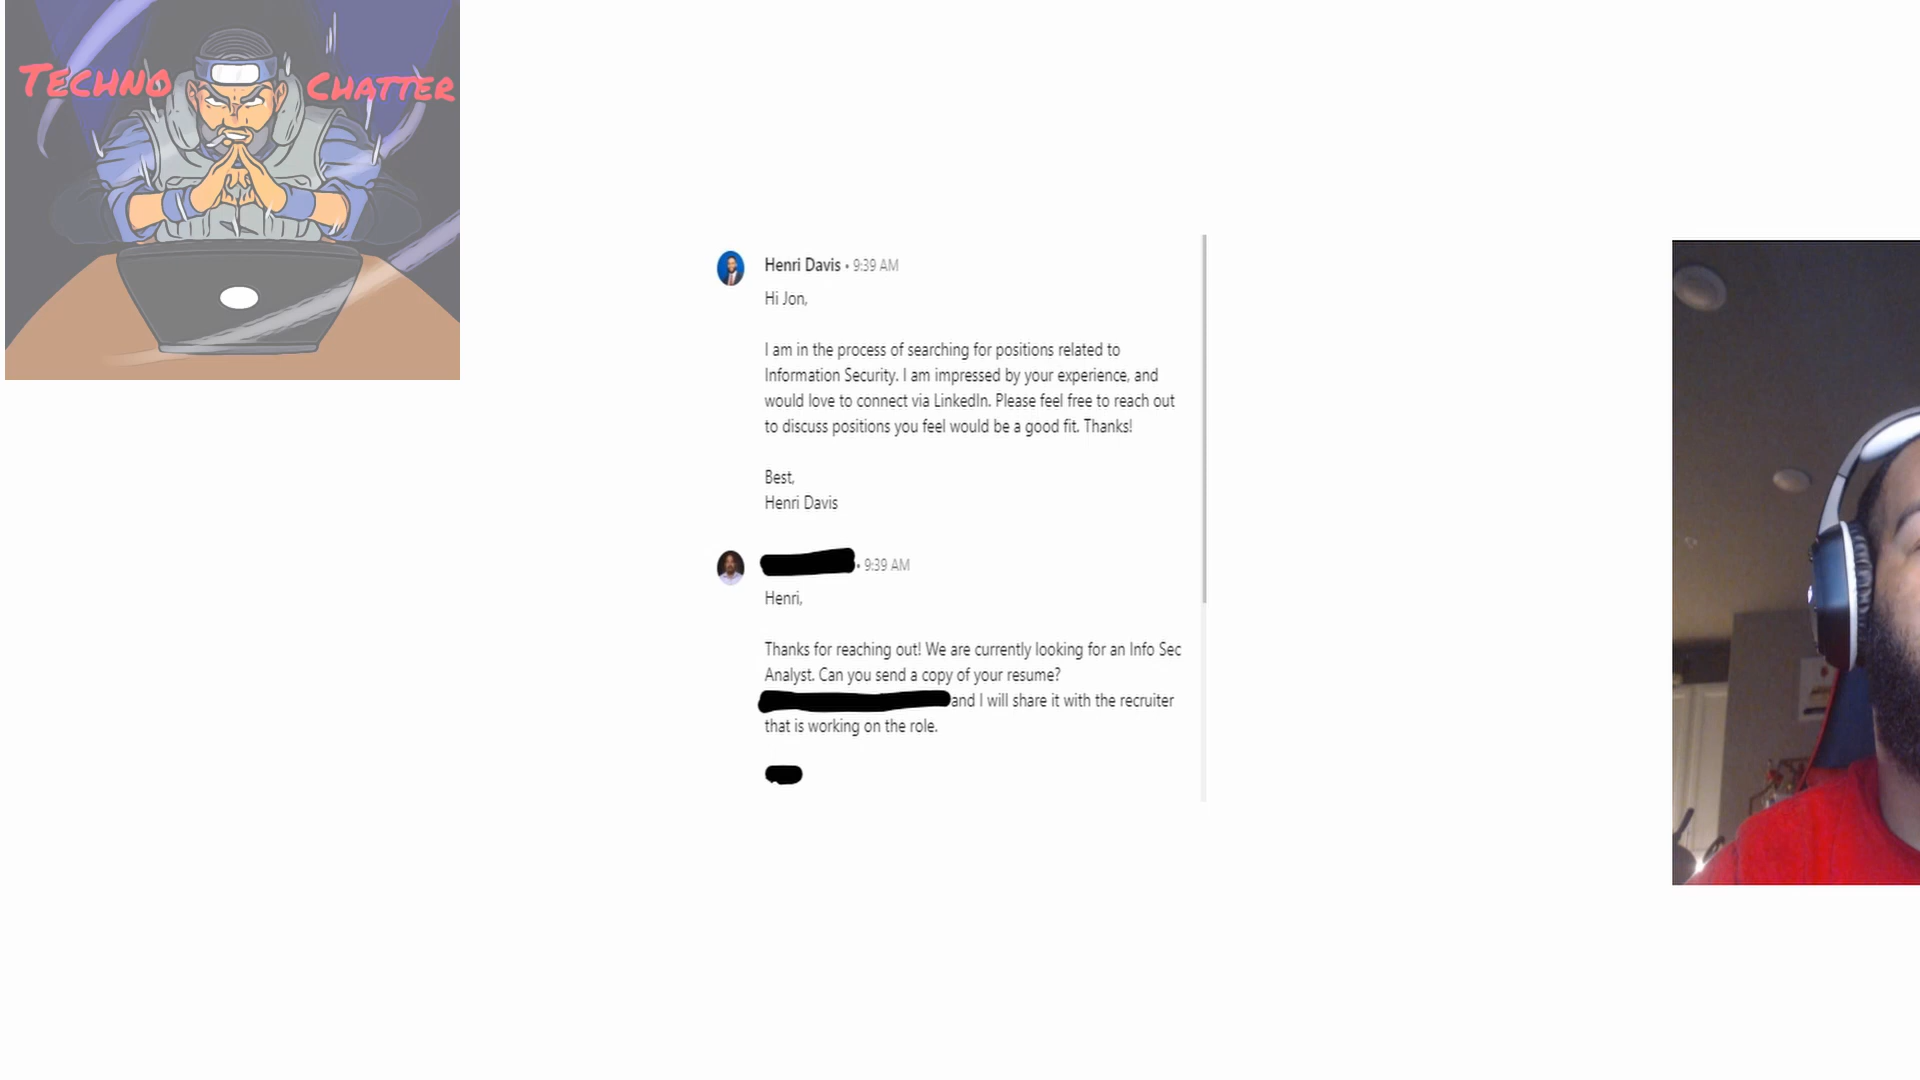 TECHNO CHATTER
Henri Davis • 9:39 AM
Hi Jon,
I am in the process of searching for positions related to
Information Security. I am impressed by your experience, and
would love to connect via LinkedIn. Please feel free to reach out
to discuss positions you feel would be a good fit. Thanks!
Best,
Henri Davis
• 9:39 AM
Henri,
Thanks for reaching out! We are currently looking for an Info Sec
Analyst. Can you send a copy of your resume?
and I will share it with the recruiter
that is working on the role.